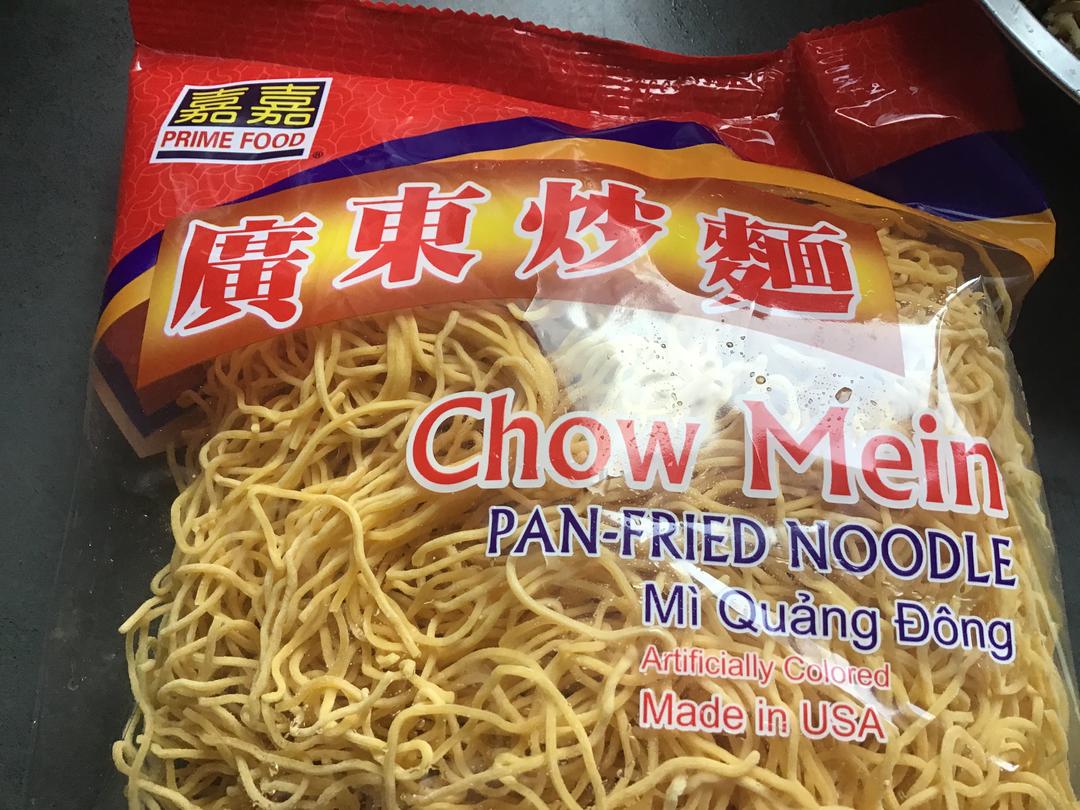 嘉嘉
PRIME FOOD®
廣東炒麵
Chow Mein
PAN-FRIED NOODLE
Mì Quảng Đông
Artificially Colored
Made in USA